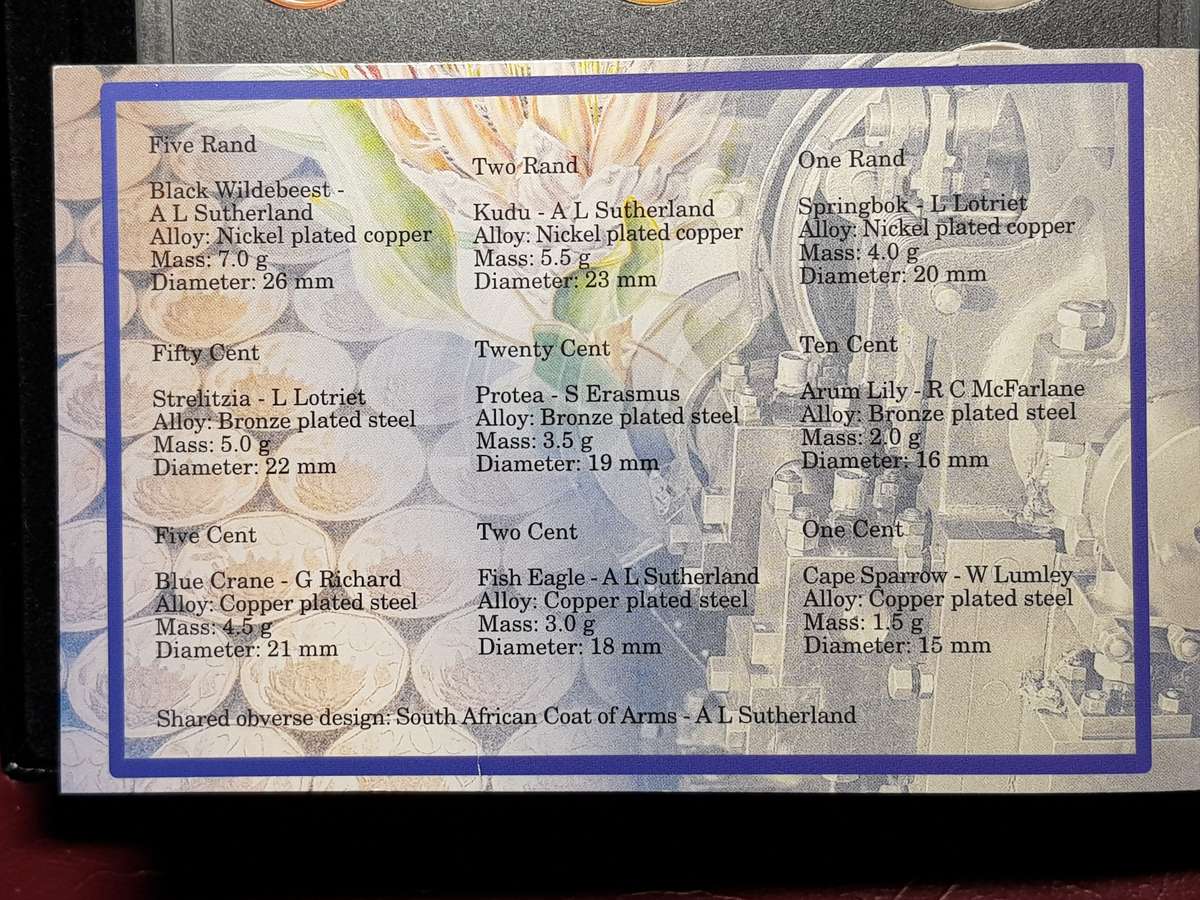 Five Rand
Black Wildebeest -
A L Sutherland
Alloy: Nickel plated copper
Mass: 7.0 g
Diameter: 26 mm
Two Rand
Kudu - A L Sutherland
Alloy: Nickel plated copper
Mass: 5.5 g
Diameter: 23 mm
One Rand
Springbok - L Lotriet
Alloy: Nickel plated copper
Mass: 4.0 g
Diameter: 20 mm
Fifty Cent
Strelitzia - L Lotriet
Alloy: Bronze plated steel
Mass: 5.0 g
Diameter: 22 mm
Twenty Cent
Protea - S Erasmus
Alloy: Bronze plated steel
Mass: 3.5 g
Diameter: 19 mm
Ten Cent
Arum Lily - R C McFarlane
Alloy: Bronze plated steel
Mass: 2.0 g
Diameter: 16 mm
Five Cent
Blue Crane - G Richard
Alloy: Copper plated steel
Mass: 4.5 g
Diameter: 21 mm
Two Cent
Fish Eagle - A L Sutherland
Alloy: Copper plated steel
Mass: 3.0 g
Diameter: 18 mm
One Cent
Cape Sparrow - W Lumley
Alloy: Copper plated steel
Mass: 1.5 g
Diameter: 15 mm
Shared obverse design: South African Coat of Arms - A L Sutherland